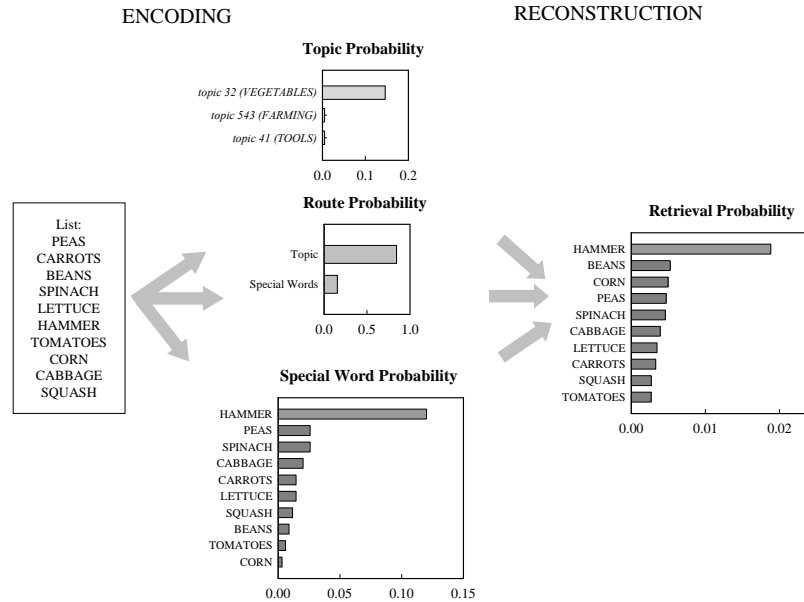 ENCODING
RECONSTRUCTION
Topic Probability
topic 32 (VEGETABLES)
topic 543 (FARMING)
topic 41 (TOOLS)
0.0 0.1 0.2
List:
PEAS
CARROTS
BEANS
SPINACH
LETTUCE
HAMMER
TOMATOES
CORN
CABBAGE
SQUASH
Route Probability
Topic
Special Words
0.0 0.5 1.0
Special Word Probability
HAMMER
PEAS
SPINACH
CABBAGE
CARROTS
LETTUCE
SQUASH
BEANS
TOMATOES
CORN
0.00 0.05 0.10 0.15
Retrieval Probability
HAMMER
BEANS
CORN
PEAS
SPINACH
CABBAGE
LETTUCE
CARROTS
SQUASH
TOMATOES
0.00 0.01 0.02